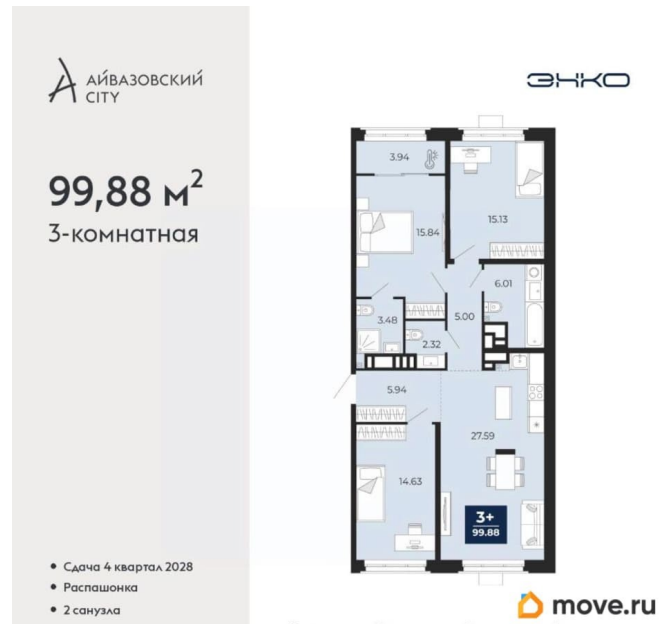 АЙВАЗОВСКИЙ
CITY
ЭНКО
99,88 м²
3-комнатная
3.94
15.84
15.13
6.01
5.00
3.48
2.32
5.94
27.59
14.63
3+
99.88
• Сдача 4 квартал 2028
• Распашонка
• 2 санузла
move.ru